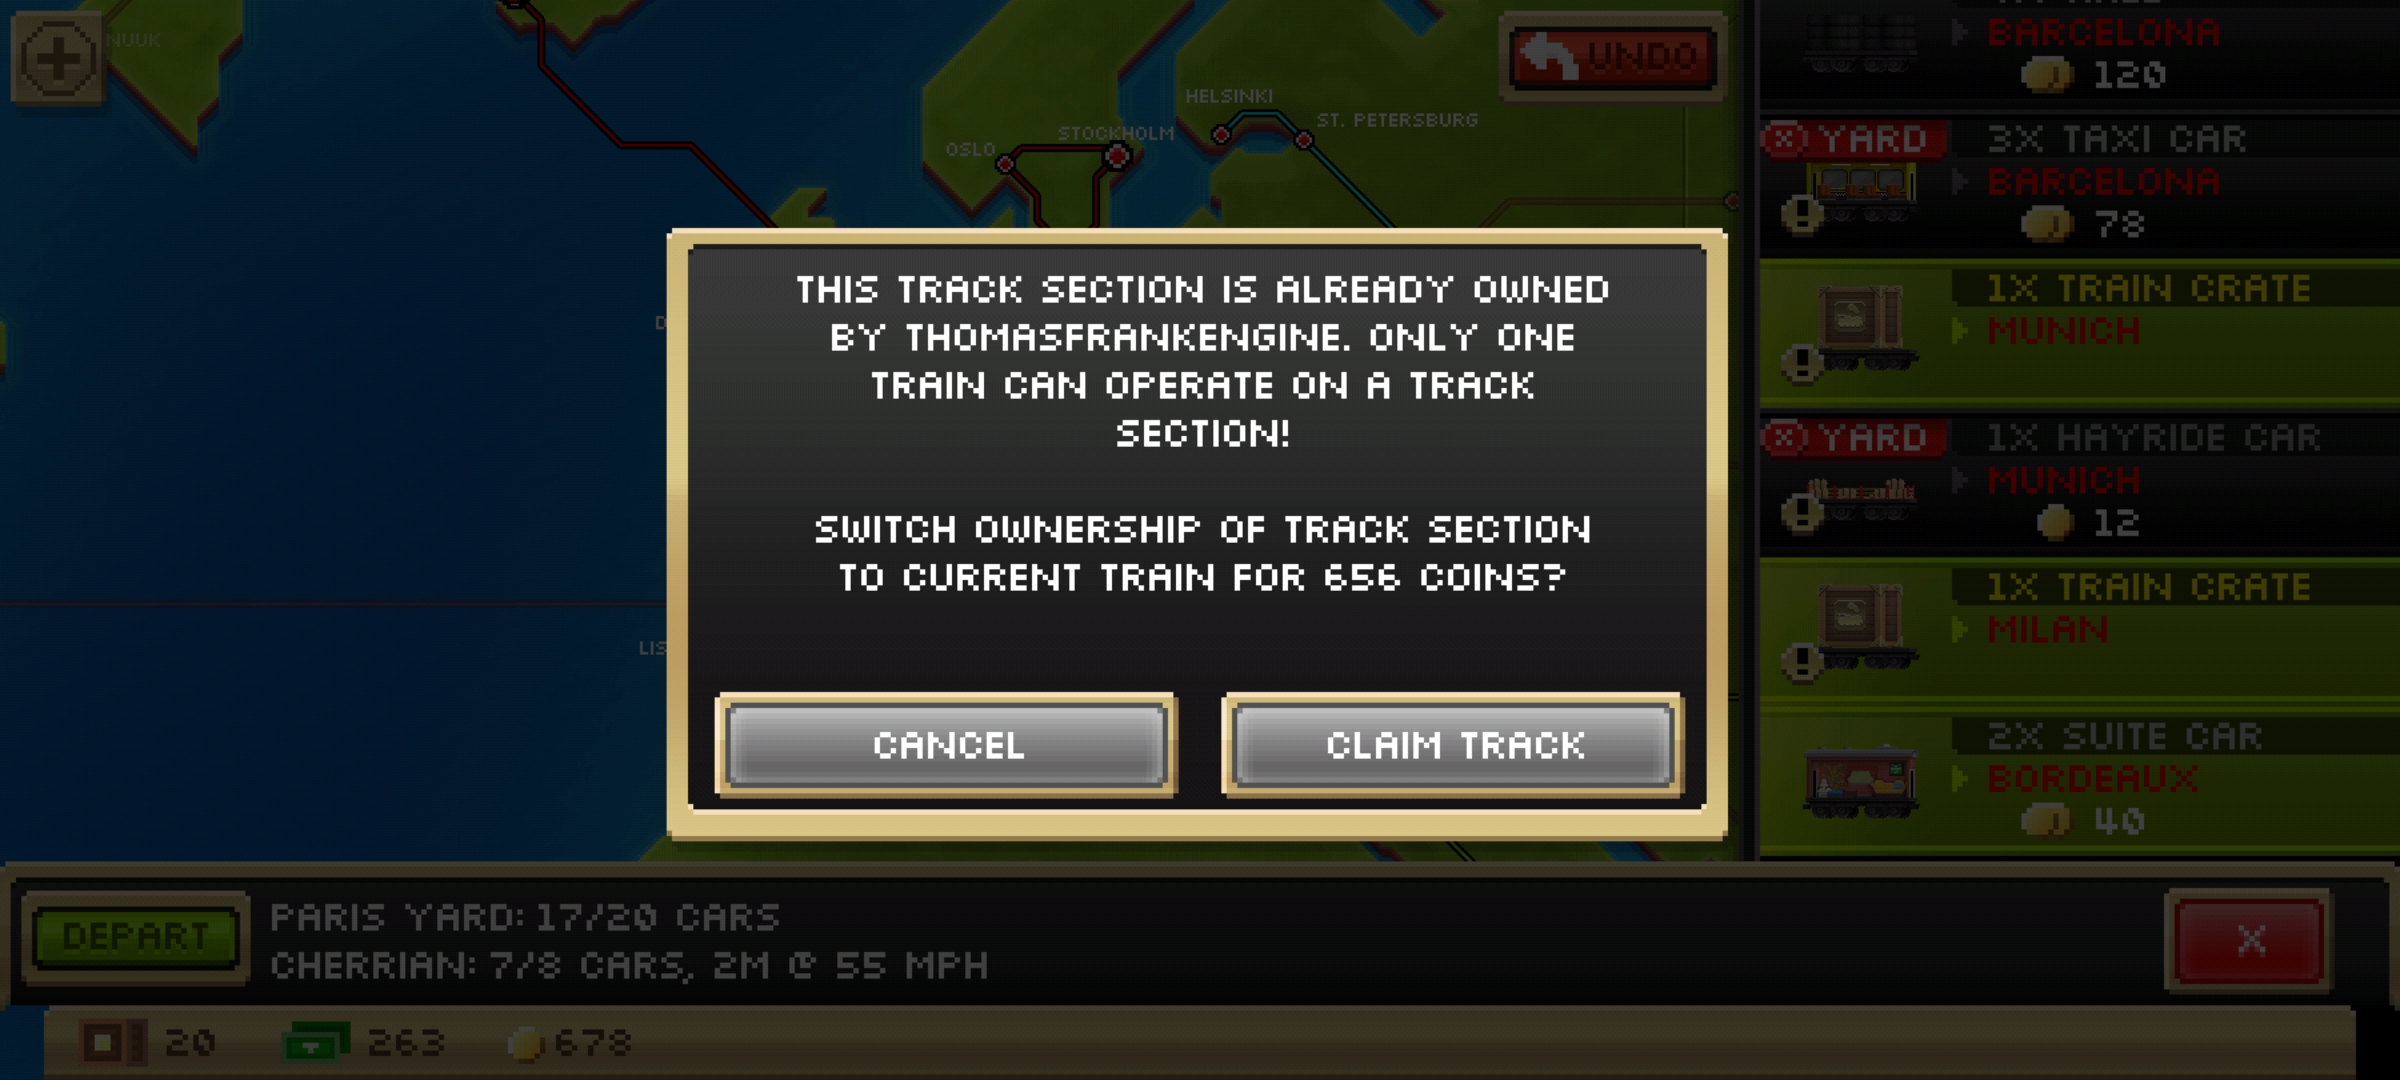 NUUK
UNDO
HELSINKI
ST. PETERSBURG
STOCKHOLM
OSLO
BARCELONA
120
YARD
3X TAXI CAR
BARCELONA
78
1X TRAIN CRATE
MUNICH
YARD
1X HAYRIDE CAR
MUNICH
12
1X TRAIN CRATE
MILAN
2X SUITE CAR
BORDEAUX
40
THIS TRACK SECTION IS ALREADY OWNED
BY THOMASFRANKENGINE. ONLY ONE
TRAIN CAN OPERATE ON A TRACK
SECTION!
SWITCH OWNERSHIP OF TRACK SECTION
TO CURRENT TRAIN FOR 656 COINS?
LIS
CANCEL
CLAIM TRACK
DEPART
PARIS YARD: 17/20 CARS
CHERRIAN: 7/8 CARS, 2M @ 55 MPH
X
20
263
678